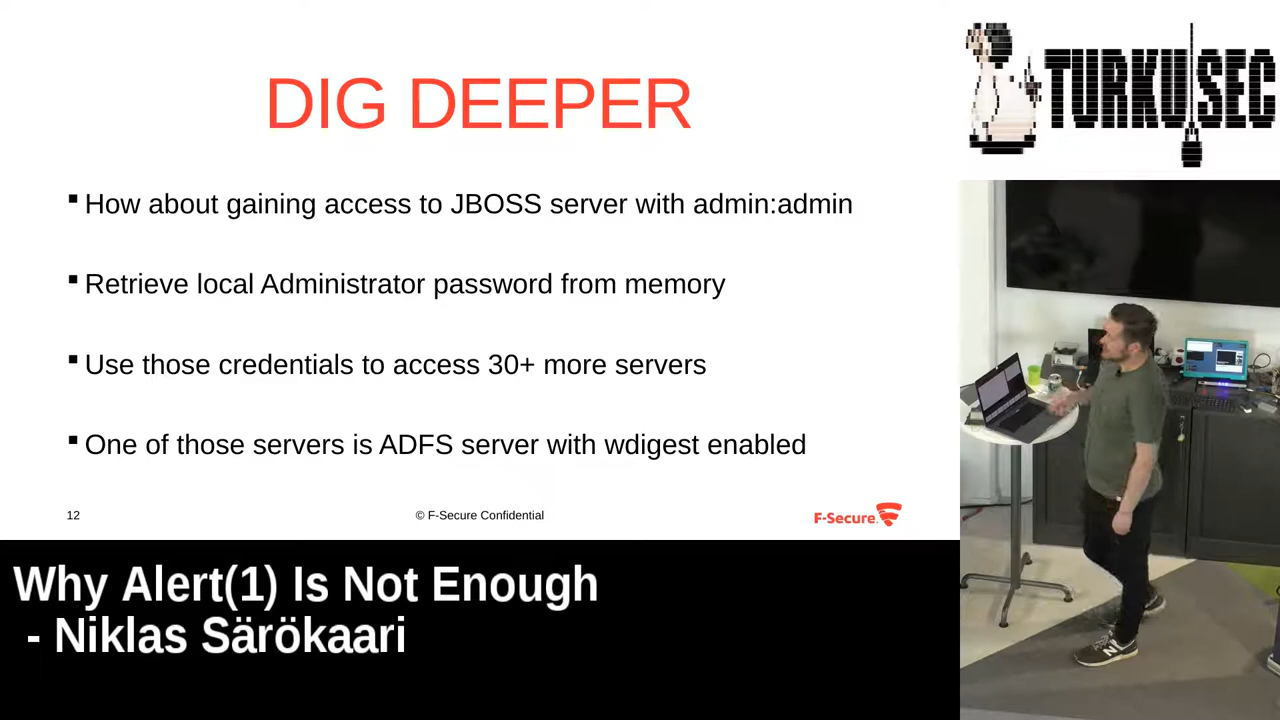 DIG DEEPER
▪ How about gaining access to JBOSS server with admin:admin
▪ Retrieve local Administrator password from memory
▪ Use those credentials to access 30+ more servers
▪ One of those servers is ADFS server with wdigest enabled
12
© F-Secure Confidential
F-Secure.
TURKUSEC
Why Alert(1) Is Not Enough
- Niklas Särökaari